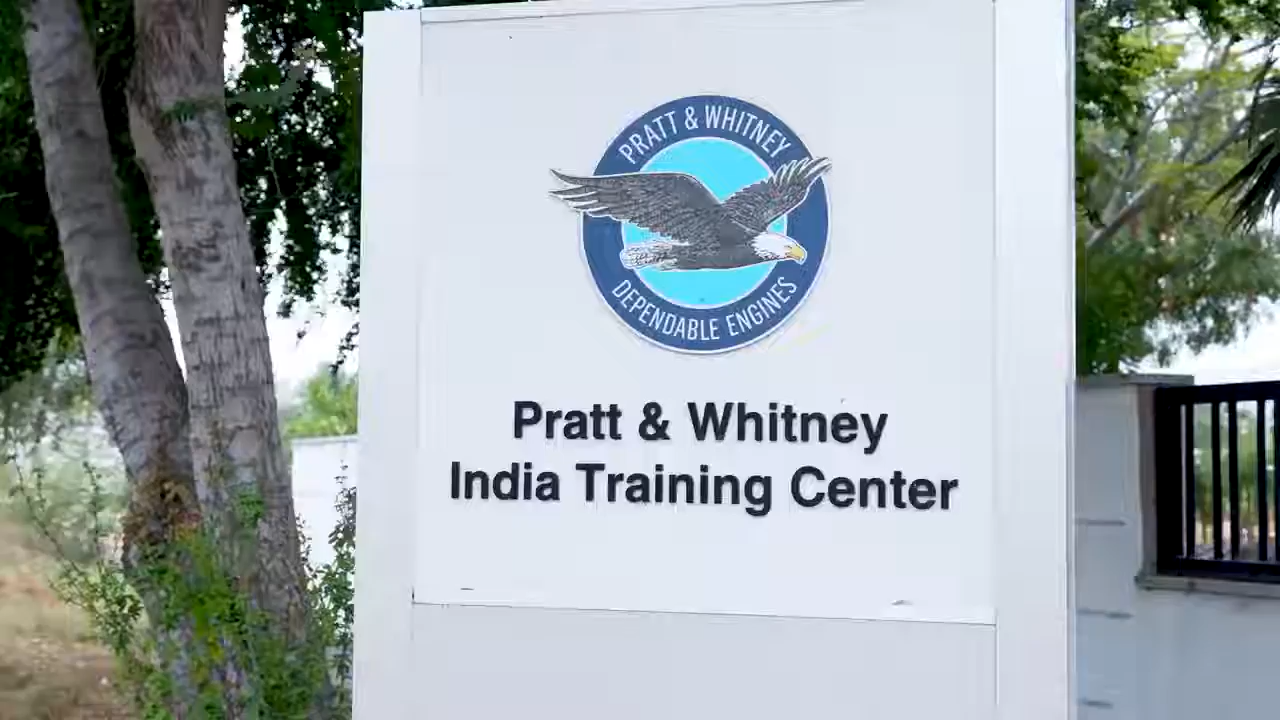 PRATT & WHITNEY
DEPENDABLE ENGINES
Pratt & Whitney
India Training Center